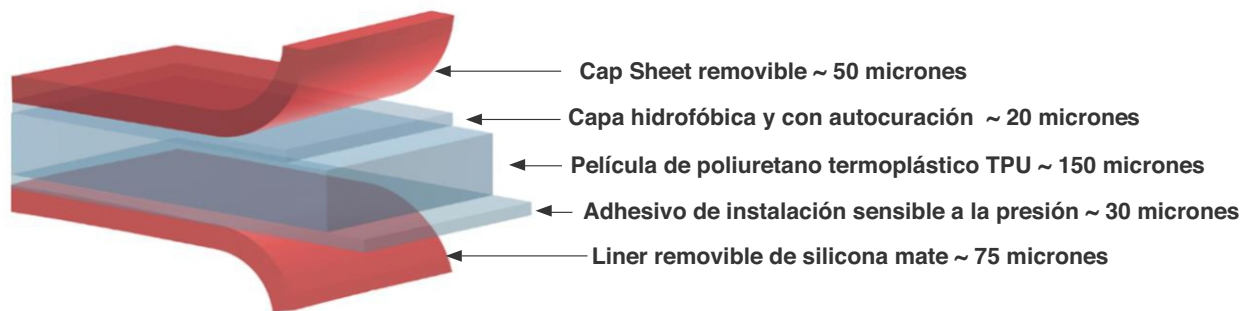 Cap Sheet removible ~ 50 micrones
Capa hidrofóbica y con autocuración ~ 20 micrones
Película de poliuretano termoplástico TPU ~ 150 micrones
Adhesivo de instalación sensible a la presión ~ 30 micrones
Liner removible de silicona mate ~ 75 micrones